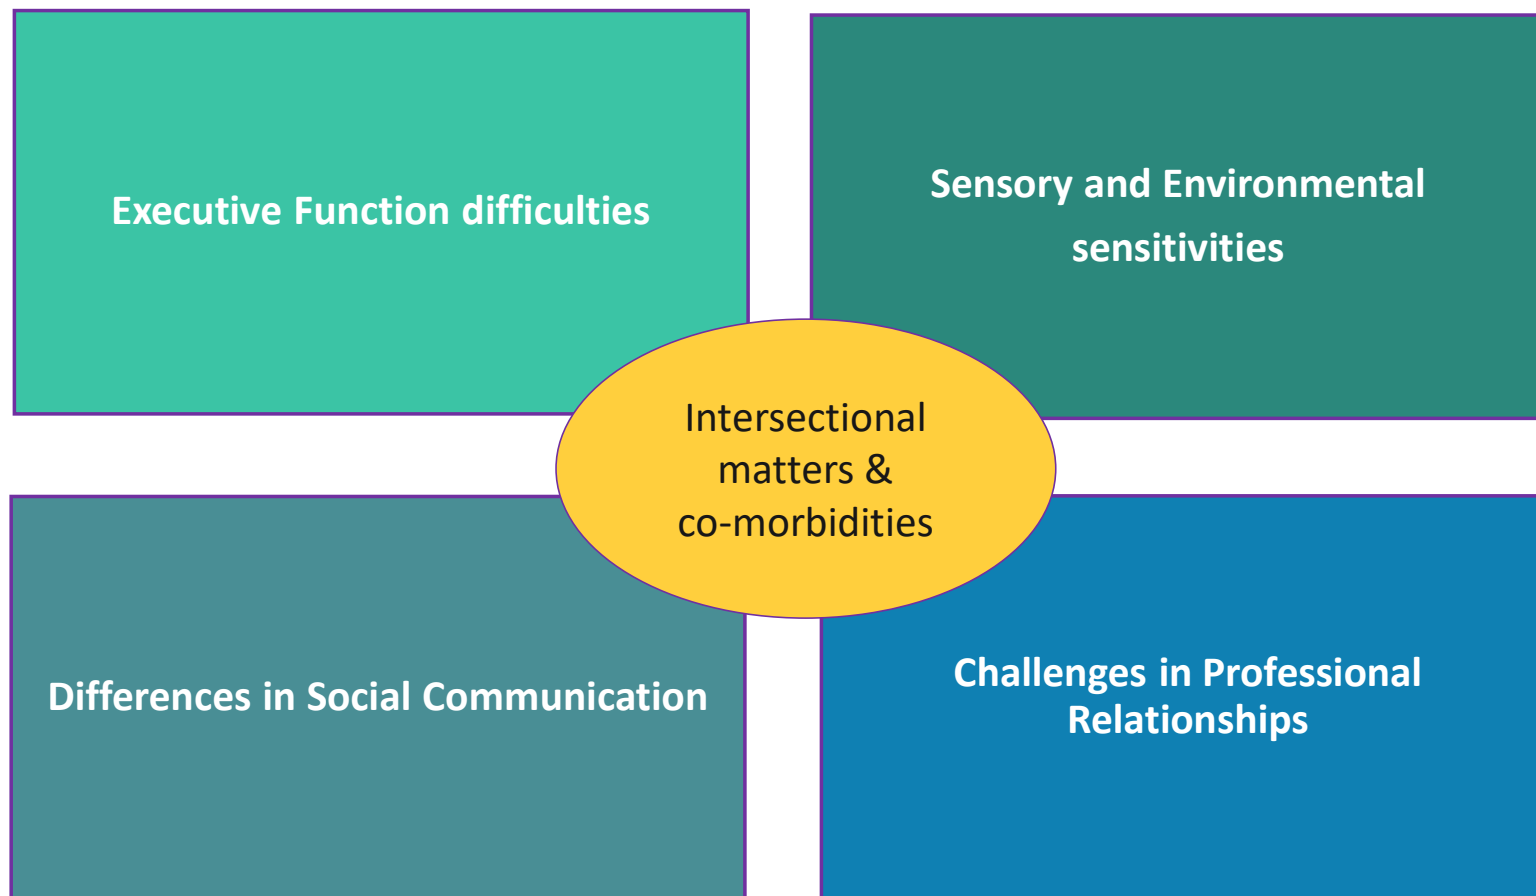 Executive Function difficulties
Sensory and Environmental
sensitivities
Intersectional
matters &
co-morbidities
Differences in Social Communication
Challenges in Professional
Relationships